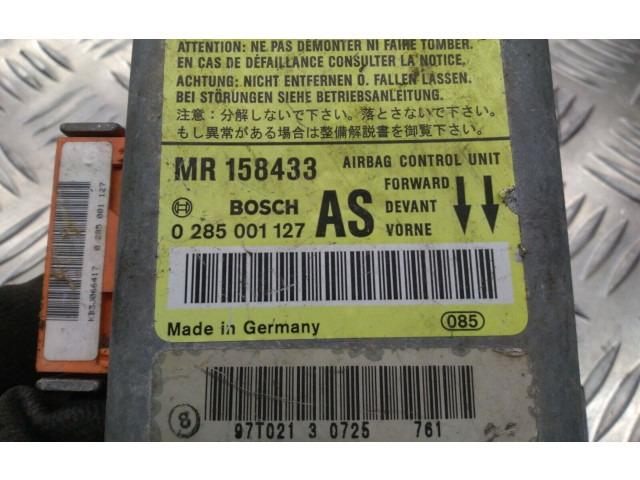 ATTENTION: NE PAS DEMONTER NI FAIRE TOMBER.
EN CAS DE DÉFAILLANCE CONSULTER LA NOTICE.
ACHTUNG: NICHT ENTFERNEN O. FALLEN LASSEN.
BEI STÖRUNGEN SIEHE BETRIEBSANLEITUNG.
注意：分解しないで下さい。落とさないで下さい。
もし異常がある場合は整備解説書を御覧下さい。
MR 158433 AIRBAG CONTROL UNIT
FORWARD
BOSCH AS DEVANT
0 285 001 127 VORNE
Made in Germany 085
8
97T021 3 0725 761
0 285 001 127